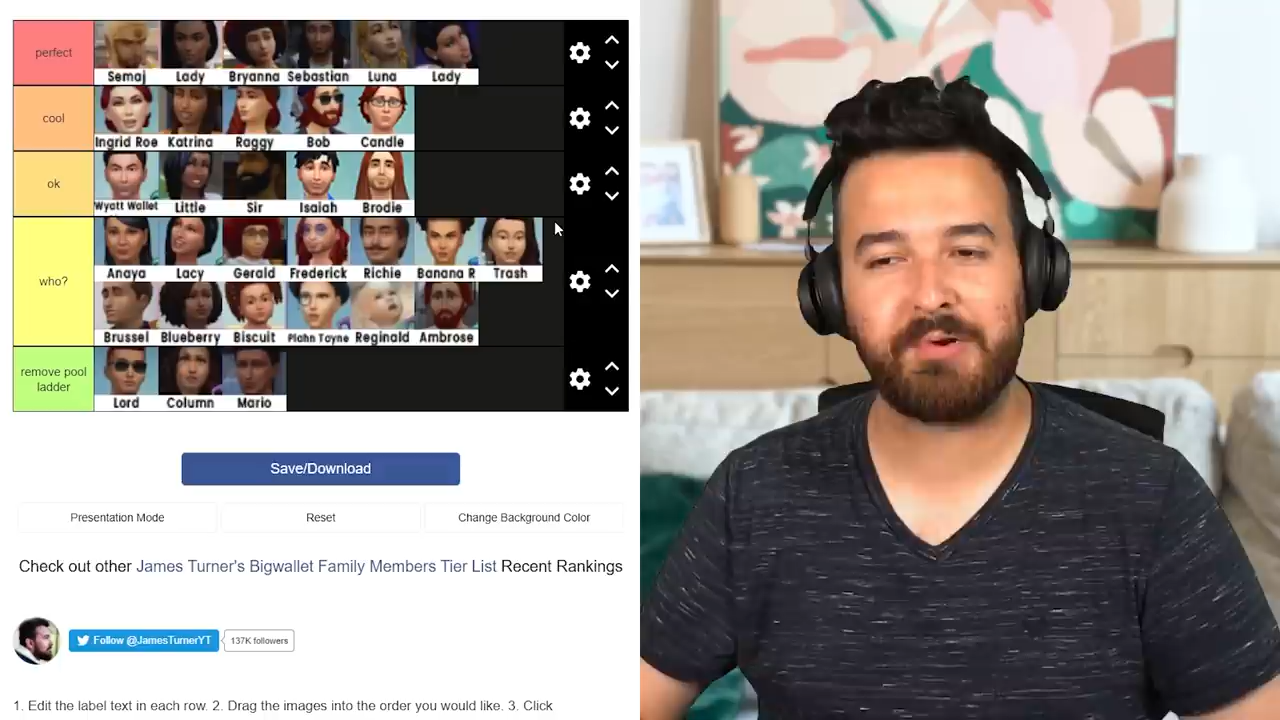 perfect
Semaj Lady Bryanna Sebastian Luna Lady
cool
Ingrid Roe Katrina Raggy Bob Candle
ok
Wyatt Wallet Little Sir Isaiah Brodie
who?
Anaya Lacy Gerald Frederick Richie Banana R Trash
Brussel Blueberry Biscuit Plahn Tayne Reginald Ambrose
remove pool
ladder
Lord Column Mario
Save/Download
Presentation Mode Reset Change Background Color
Check out other James Turner's Bigwallet Family Members Tier List Recent Rankings
Follow @JamesTurnerYT 137K followers
1. Edit the label text in each row. 2. Drag the images into the order you would like. 3. Click